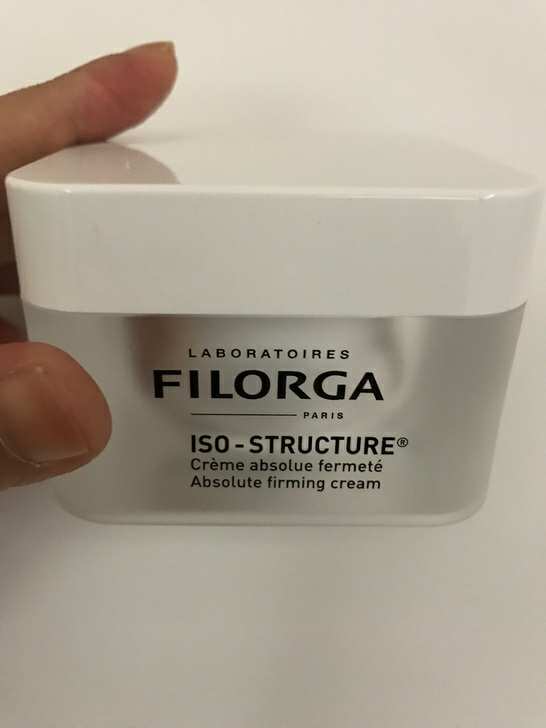 LABORATOIRES
FILORGA
PARIS
ISO-STRUCTURE®
Crème absolue fermeté
Absolute firming cream